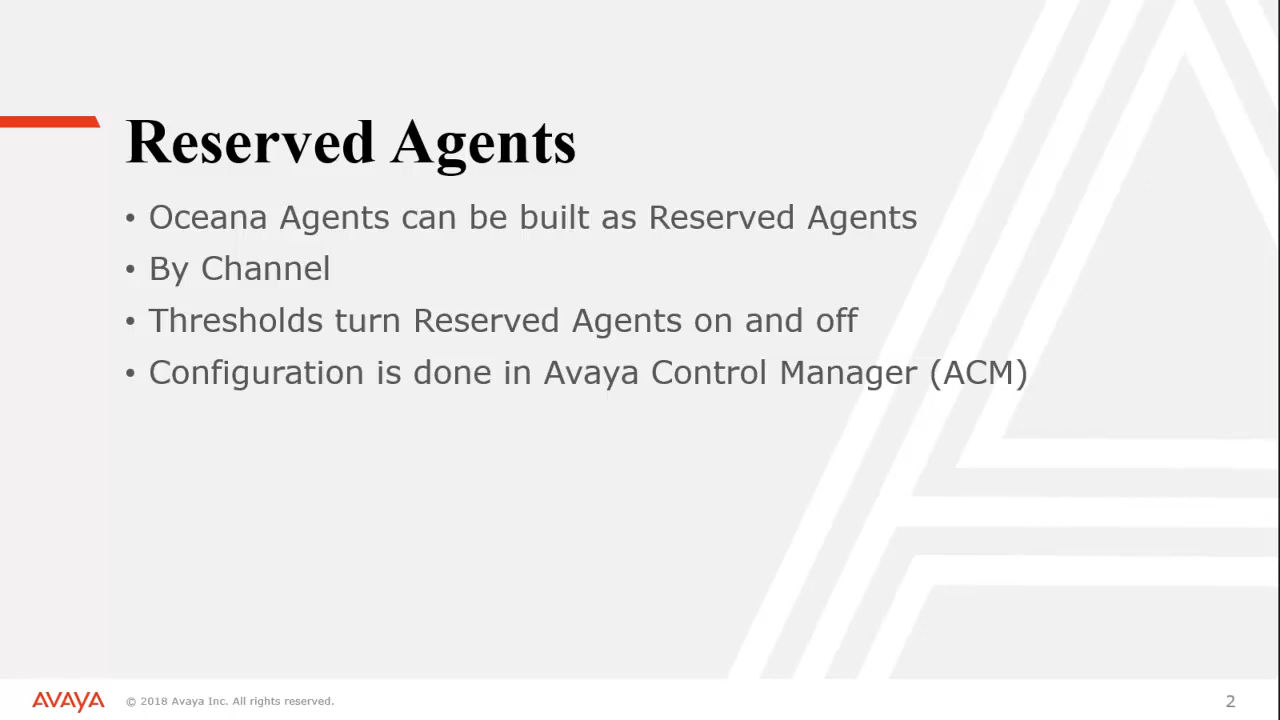 Reserved Agents
• Oceana Agents can be built as Reserved Agents
• By Channel
• Thresholds turn Reserved Agents on and off
• Configuration is done in Avaya Control Manager (ACM)
AVAYA © 2018 Avaya Inc. All rights reserved. 2